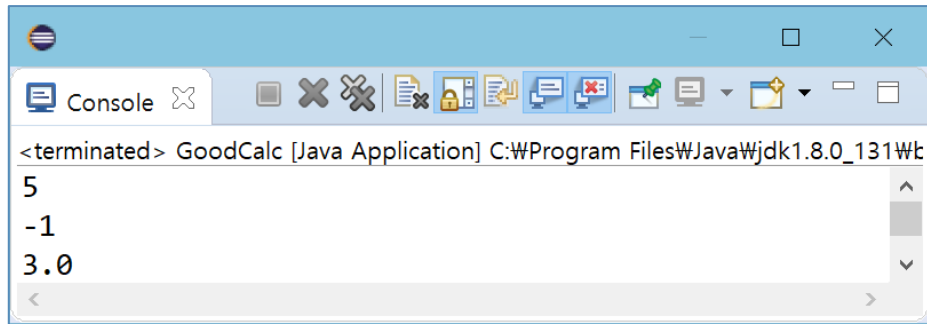 Console
<terminated> GoodCalc [Java Application] C:₩Program Files₩Java₩jdk1.8.0_131₩b
5
-1
3.0